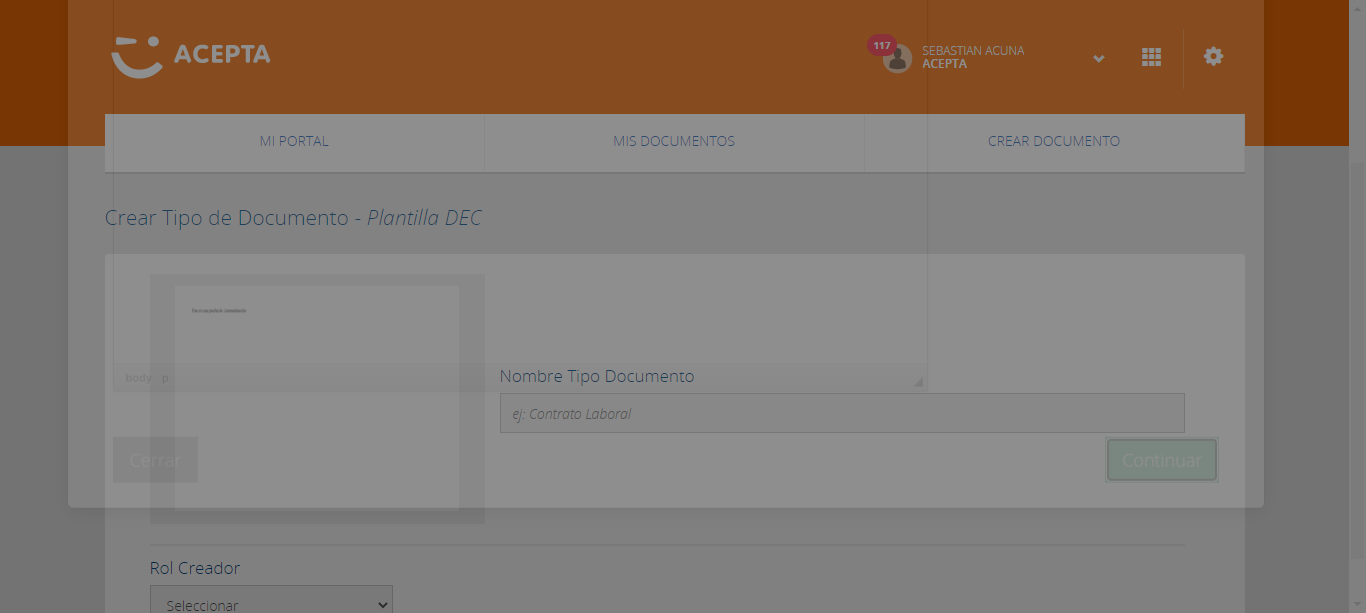 ACEPTA
117
SEBASTIAN ACUNA
ACEPTA
MI PORTAL
MIS DOCUMENTOS
CREAR DOCUMENTO
Crear Tipo de Documento - Plantilla DEC
body p
Nombre Tipo Documento
ej: Contrato Laboral
Cerrar
Continuar
Rol Creador
Seleccionar